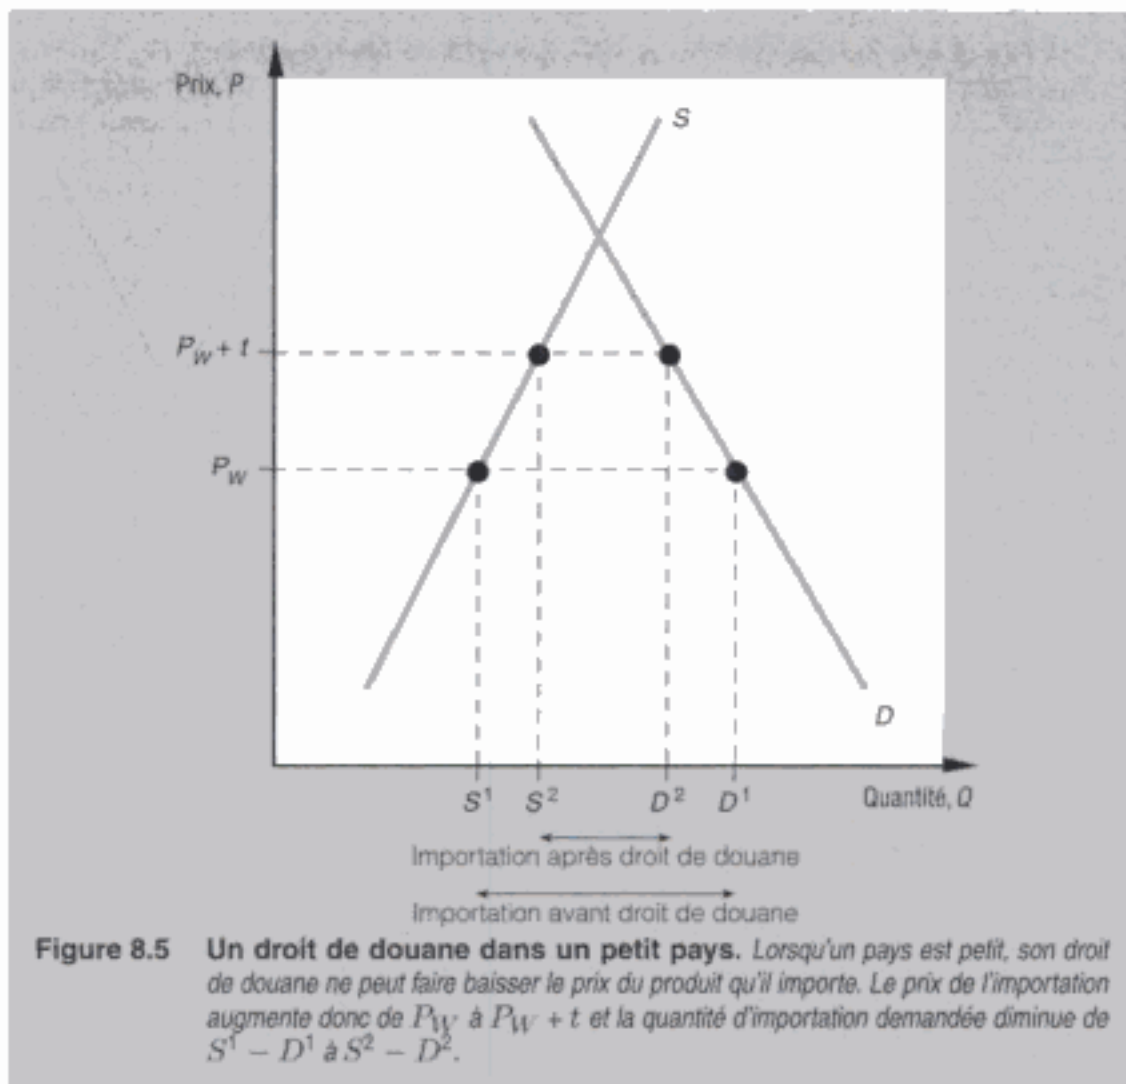 Prix, P
S
P_W + t
P_W
D
S¹ S² D² D¹ Quantité, Q
Importation après droit de douane
Importation avant droit de douane
Figure 8.5 Un droit de douane dans un petit pays. Lorsqu'un pays est petit, son droit
de douane ne peut faire baisser le prix du produit qu'il importe. Le prix de l'importation
augmente donc de P_W à P_W + t et la quantité d'importation demandée diminue de
S¹ − D¹ à S² − D².